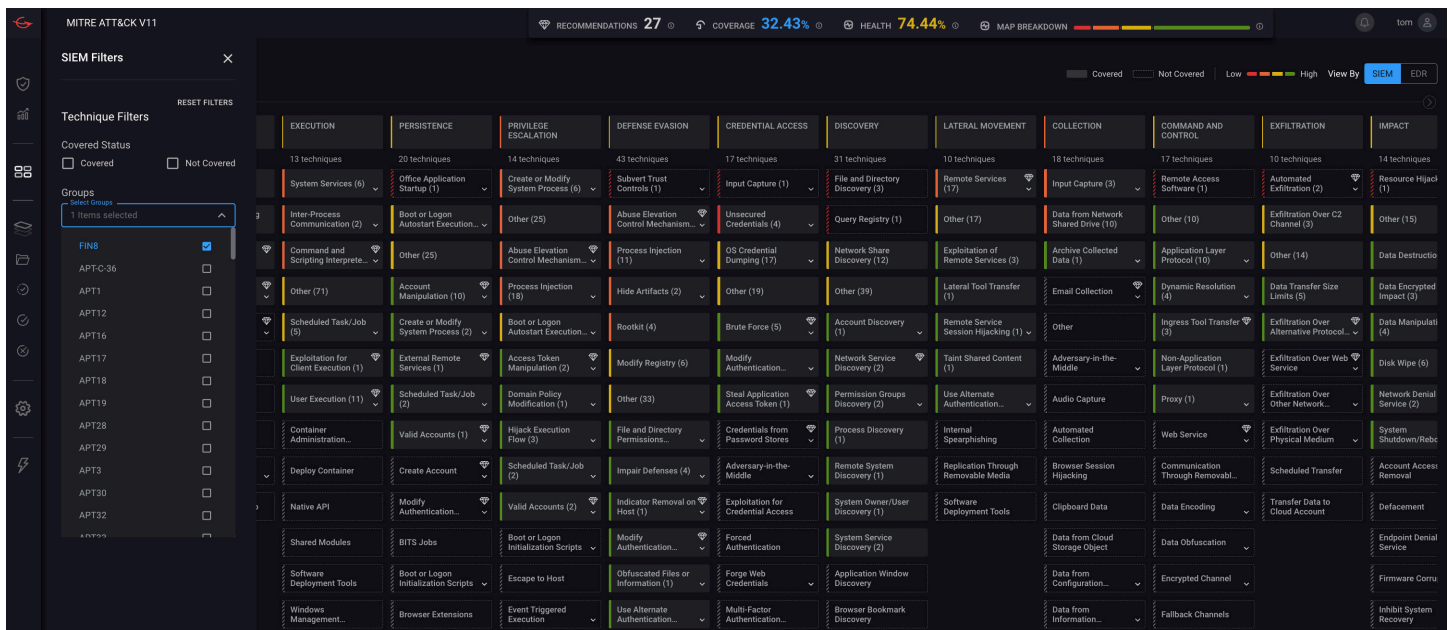 MITRE ATT&CK V11
RECOMMENDATIONS 27
COVERAGE 32.43%
HEALTH 74.44%
MAP BREAKDOWN
tom
SIEM Filters
RESET FILTERS
Technique Filters
Covered Status
Covered
Not Covered
Groups
Select Groups
1 Items selected
FIN8
APT-C-36
APT1
APT12
APT16
APT17
APT18
APT19
APT28
APT29
APT3
APT30
APT32
Covered
Not Covered
Low
High
View By
SIEM
EDR
EXECUTION
13 techniques
System Services (6)
Inter-Process
Communication (2)
Command and
Scripting Interprete...
Other (71)
Scheduled Task/Job
(5)
Exploitation for
Client Execution (1)
User Execution (11)
Container
Administration...
Deploy Container
Native API
Shared Modules
Software
Deployment Tools
Windows
Management...
PERSISTENCE
20 techniques
Office Application
Startup (1)
Boot or Logon
Autostart Execution...
Other (25)
Account
Manipulation (10)
Create or Modify
System Process (2)
External Remote
Services (1)
Scheduled Task/Job
(2)
Valid Accounts (1)
Create Account
Modify
Authentication...
BITS Jobs
Boot or Logon
Initialization Scripts
Browser Extensions
PRIVILEGE
ESCALATION
14 techniques
Create or Modify
System Process (6)
Other (25)
Abuse Elevation
Control Mechanism...
Process Injection
(18)
Boot or Logon
Autostart Execution...
Access Token
Manipulation (2)
Domain Policy
Modification (1)
Hijack Execution
Flow (3)
Scheduled Task/Job
(2)
Valid Accounts (2)
Boot or Logon
Initialization Scripts
Escape to Host
Event Triggered
Execution
DEFENSE EVASION
43 techniques
Subvert Trust
Controls (1)
Abuse Elevation
Control Mechanism...
Process Injection
(11)
Hide Artifacts (2)
Rootkit (4)
Modify Registry (6)
Other (33)
File and Directory
Permissions...
Impair Defenses (4)
Indicator Removal on
Host (1)
Modify
Authentication...
Obfuscated Files or
Information (1)
Use Alternate
Authentication...
CREDENTIAL ACCESS
17 techniques
Input Capture (1)
Unsecured
Credentials (4)
OS Credential
Dumping (17)
Other (19)
Brute Force (5)
Modify
Authentication...
Steal Application
Access Token (1)
Credentials from
Password Stores
Adversary-in-the-
Middle
Exploitation for
Credential Access
Forced
Authentication
Forge Web
Credentials
Multi-Factor
Authentication...
DISCOVERY
31 techniques
File and Directory
Discovery (3)
Query Registry (1)
Network Share
Discovery (12)
Other (39)
Account Discovery
(1)
Network Service
Discovery (2)
Permission Groups
Discovery (2)
Process Discovery
(1)
Remote System
Discovery (1)
System Owner/User
Discovery (1)
System Service
Discovery (2)
Application Window
Discovery
Browser Bookmark
Discovery
LATERAL MOVEMENT
10 techniques
Remote Services
(17)
Other (17)
Exploitation of
Remote Services (3)
Lateral Tool Transfer
(1)
Remote Service
Session Hijacking (1)
Taint Shared Content
(1)
Use Alternate
Authentication...
Internal
Spearphishing
Replication Through
Removable Media
Software
Deployment Tools
COLLECTION
18 techniques
Input Capture (3)
Data from Network
Shared Drive (10)
Archive Collected
Data (1)
Email Collection
Other
Adversary-in-the-
Middle
Audio Capture
Automated
Collection
Browser Session
Hijacking
Clipboard Data
Data from Cloud
Storage Object
Data from
Configuration...
Data from
Information...
COMMAND AND
CONTROL
17 techniques
Remote Access
Software (1)
Other (10)
Application Layer
Protocol (10)
Dynamic Resolution
(4)
Ingress Tool Transfer
(3)
Non-Application
Layer Protocol (1)
Proxy (1)
Web Service
Communication
Through Removabl...
Data Encoding
Data Obfuscation
Encrypted Channel
Fallback Channels
EXFILTRATION
10 techniques
Automated
Exfiltration (2)
Exfiltration Over C2
Channel (3)
Other (14)
Data Transfer Size
Limits (5)
Exfiltration Over
Alternative Protocol...
Exfiltration Over Web
Service
Exfiltration Over
Other Network...
Exfiltration Over
Physical Medium
Scheduled Transfer
Transfer Data to
Cloud Account
IMPACT
14 techniques
Resource Hijack
(1)
Other (15)
Data Destructio
Data Encrypted
Impact (3)
Data Manipulati
(4)
Disk Wipe (6)
Network Denial
Service (2)
System
Shutdown/Rebo
Account Access
Removal
Defacement
Endpoint Denial
Service
Firmware Corru
Inhibit System
Recovery